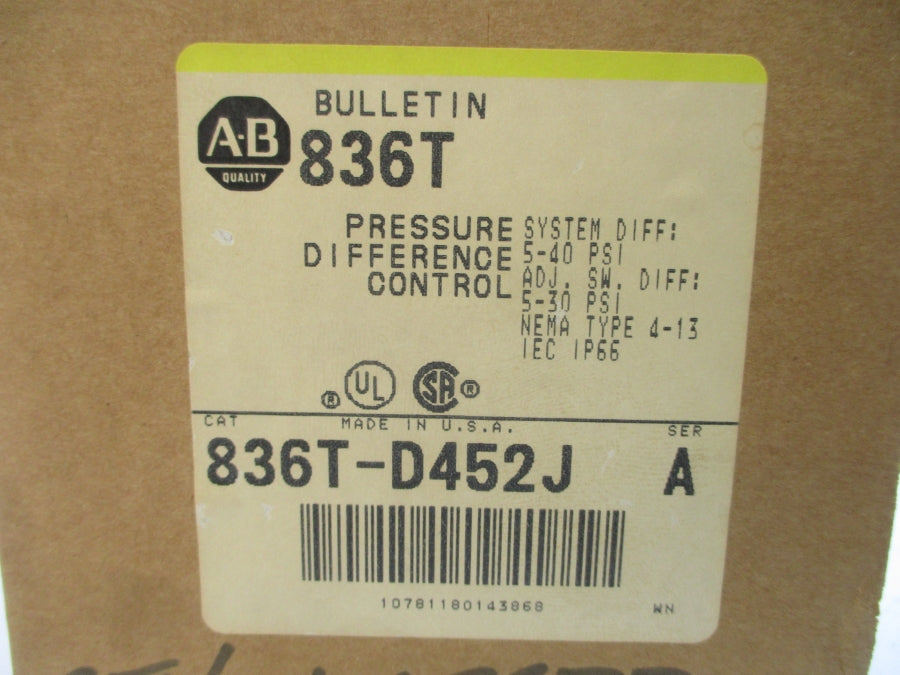 BULLETIN
A-B
QUALITY
836T
PRESSURE
DIFFERENCE
CONTROL
SYSTEM DIFF:
5-40 PSI
ADJ. SW. DIFF:
5-30 PSI
NEMA TYPE 4-13
IEC IP66
® UL SA ®
CAT MADE IN U.S.A. SER
836T-D452J A
10781180143868 WN